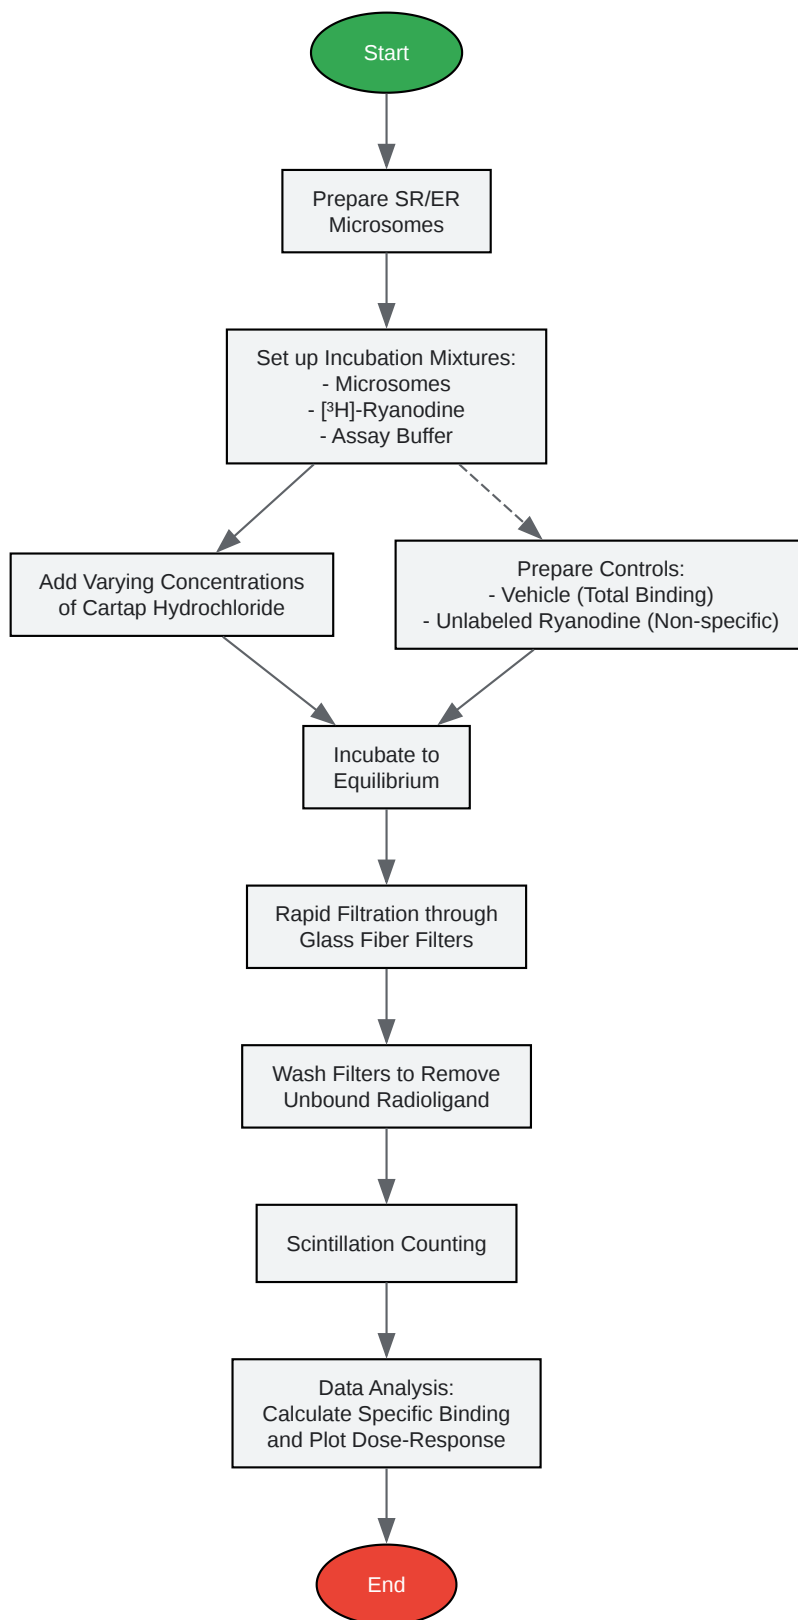 Start
Prepare SR/ER
Microsomes
Set up Incubation Mixtures:
- Microsomes
- [³H]-Ryanodine
- Assay Buffer
Add Varying Concentrations
of Cartap Hydrochloride
Prepare Controls:
- Vehicle (Total Binding)
- Unlabeled Ryanodine (Non-specific)
Incubate to
Equilibrium
Rapid Filtration through
Glass Fiber Filters
Wash Filters to Remove
Unbound Radioligand
Scintillation Counting
Data Analysis:
Calculate Specific Binding
and Plot Dose-Response
End